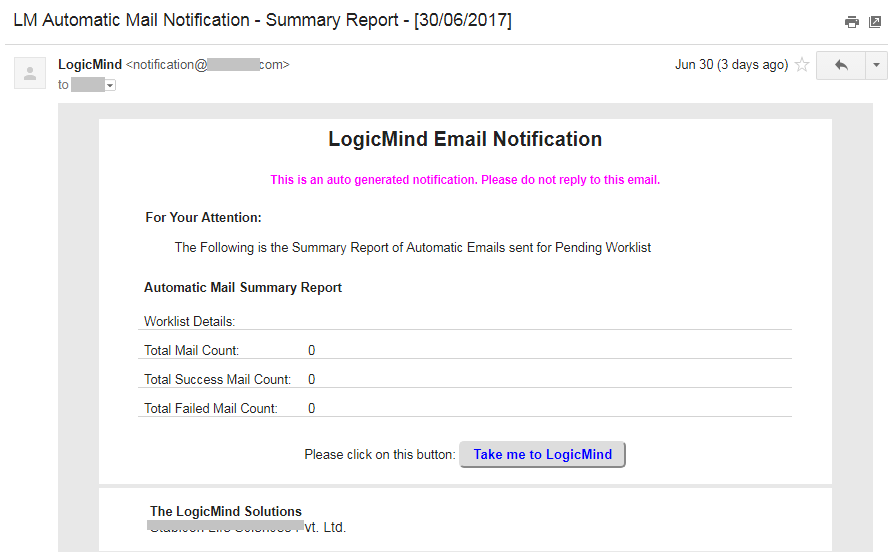 LM Automatic Mail Notification - Summary Report - [30/06/2017]
LogicMind <notification@ com>
Jun 30 (3 days ago)
to
LogicMind Email Notification
This is an auto generated notification. Please do not reply to this email.
For Your Attention:
The Following is the Summary Report of Automatic Emails sent for Pending Worklist
Automatic Mail Summary Report
Worklist Details:
Total Mail Count: 0
Total Success Mail Count: 0
Total Failed Mail Count: 0
Please click on this button: Take me to LogicMind
The LogicMind Solutions
vt. Ltd.